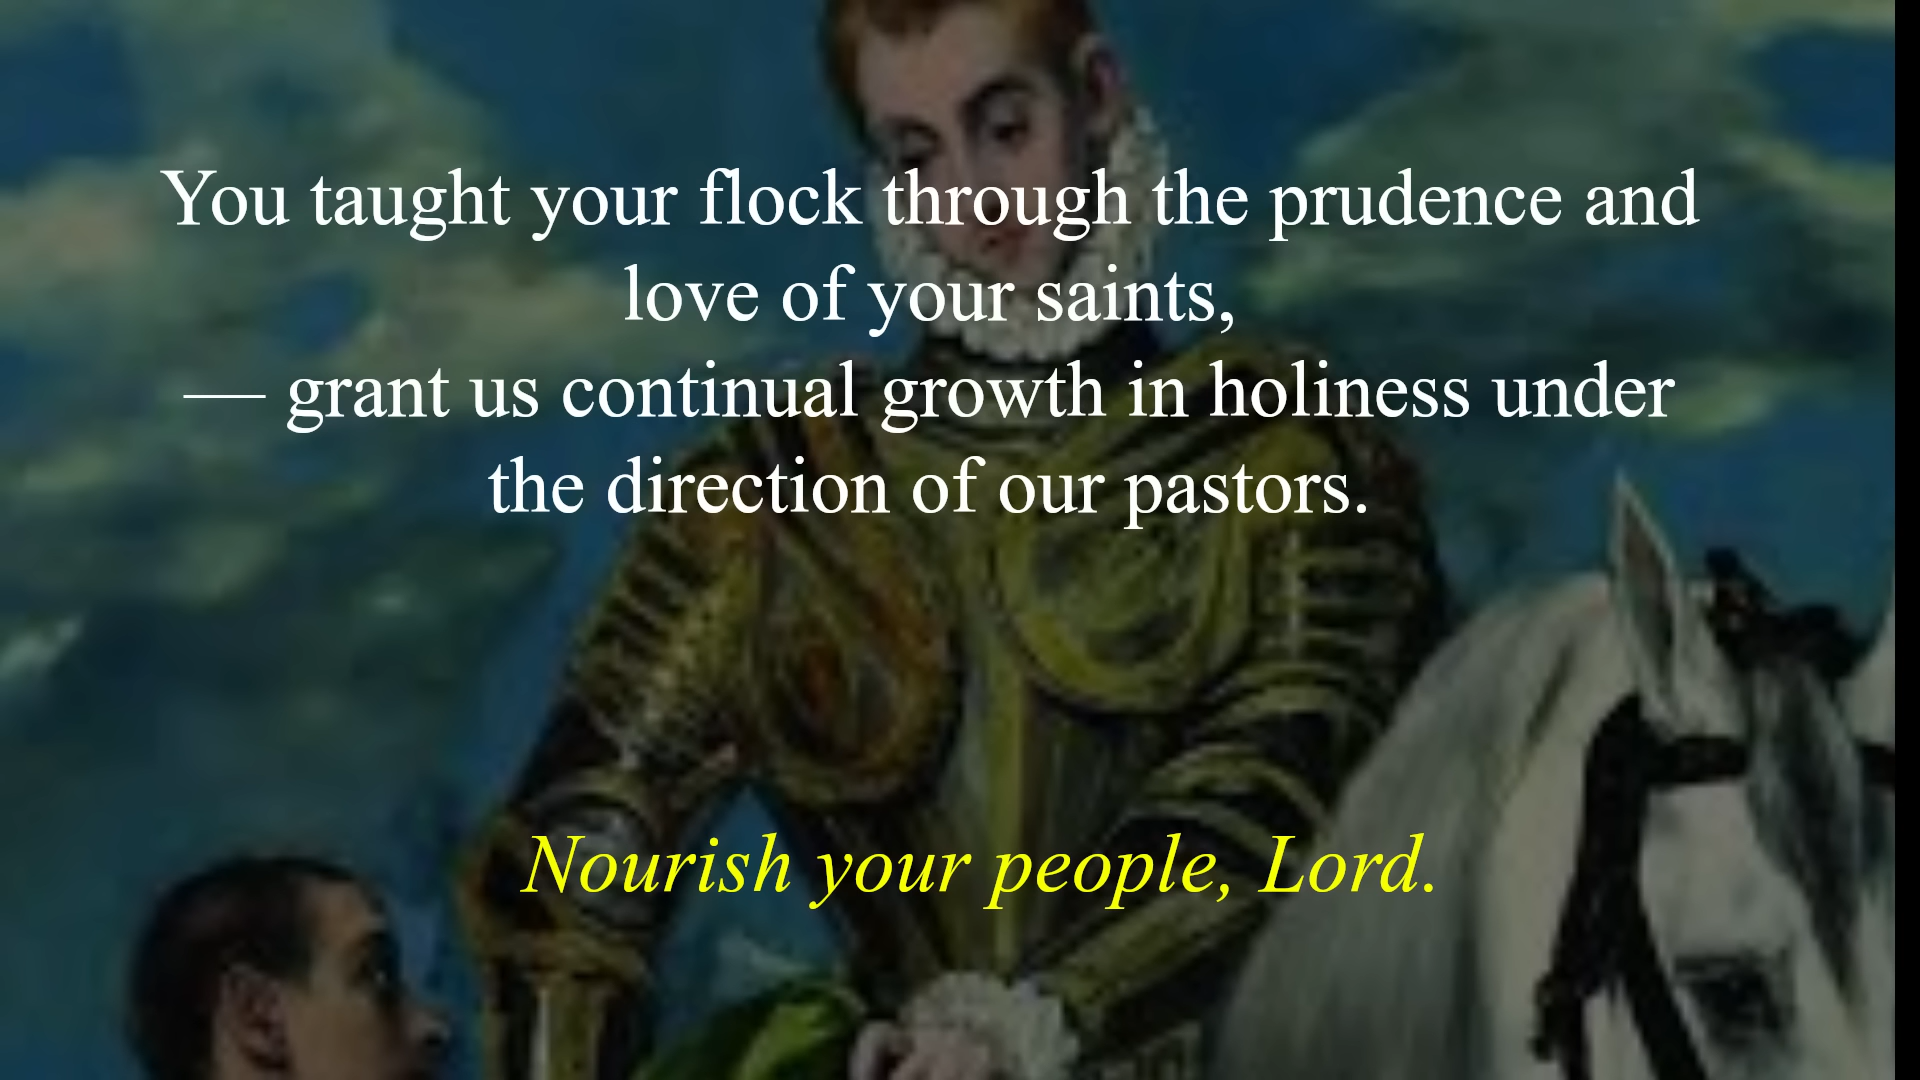 You taught your flock through the prudence and
love of your saints,
— grant us continual growth in holiness under
the direction of our pastors.
Nourish your people, Lord.